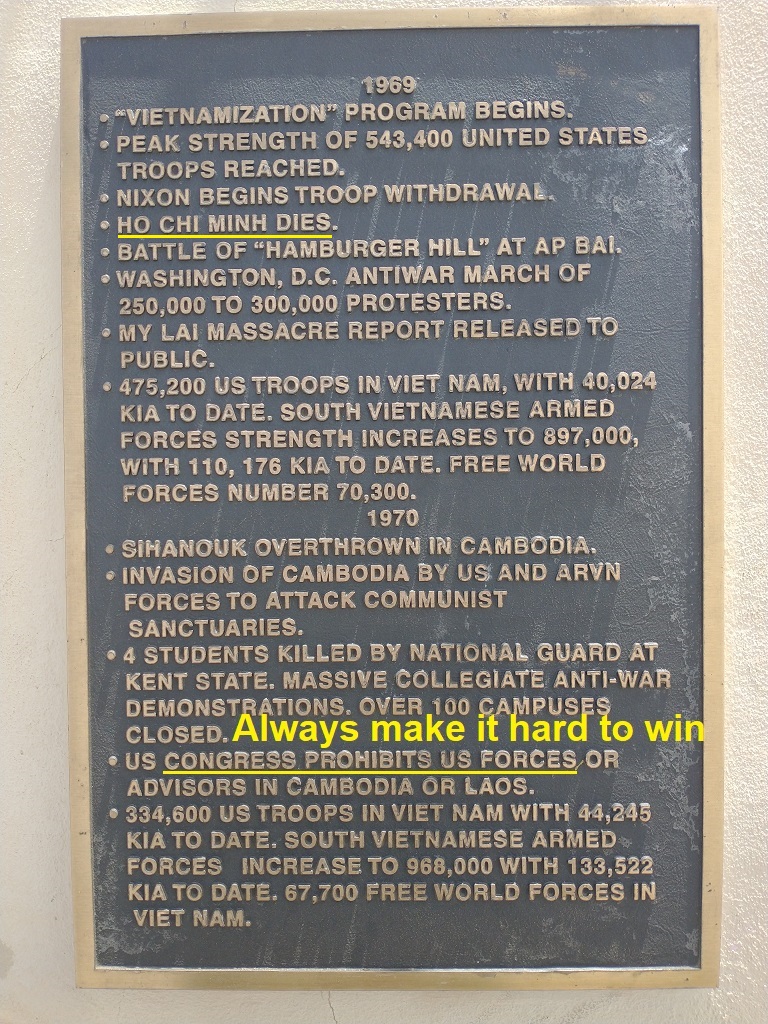 1969
• "VIETNAMIZATION" PROGRAM BEGINS.
• PEAK STRENGTH OF 543,400 UNITED STATES
TROOPS REACHED.
• NIXON BEGINS TROOP WITHDRAWAL.
• HO CHI MINH DIES.
• BATTLE OF "HAMBURGER HILL" AT AP BAI.
• WASHINGTON, D.C. ANTIWAR MARCH OF
250,000 TO 300,000 PROTESTERS.
• MY LAI MASSACRE REPORT RELEASED TO
PUBLIC.
• 475,200 US TROOPS IN VIET NAM, WITH 40,024
KIA TO DATE. SOUTH VIETNAMESE ARMED
FORCES STRENGTH INCREASES TO 897,000,
WITH 110, 176 KIA TO DATE. FREE WORLD
FORCES NUMBER 70,300.
1970
• SIHANOUK OVERTHROWN IN CAMBODIA.
• INVASION OF CAMBODIA BY US AND ARVN
FORCES TO ATTACK COMMUNIST
SANCTUARIES.
• 4 STUDENTS KILLED BY NATIONAL GUARD AT
KENT STATE. MASSIVE COLLEGIATE ANTI-WAR
DEMONSTRATIONS. OVER 100 CAMPUSES
CLOSED.
Always make it hard to win
• US CONGRESS PROHIBITS US FORCES OR
ADVISORS IN CAMBODIA OR LAOS.
• 334,600 US TROOPS IN VIET NAM WITH 44,245
KIA TO DATE. SOUTH VIETNAMESE ARMED
FORCES INCREASE TO 968,000 WITH 133,522
KIA TO DATE. 67,700 FREE WORLD FORCES IN
VIET NAM.